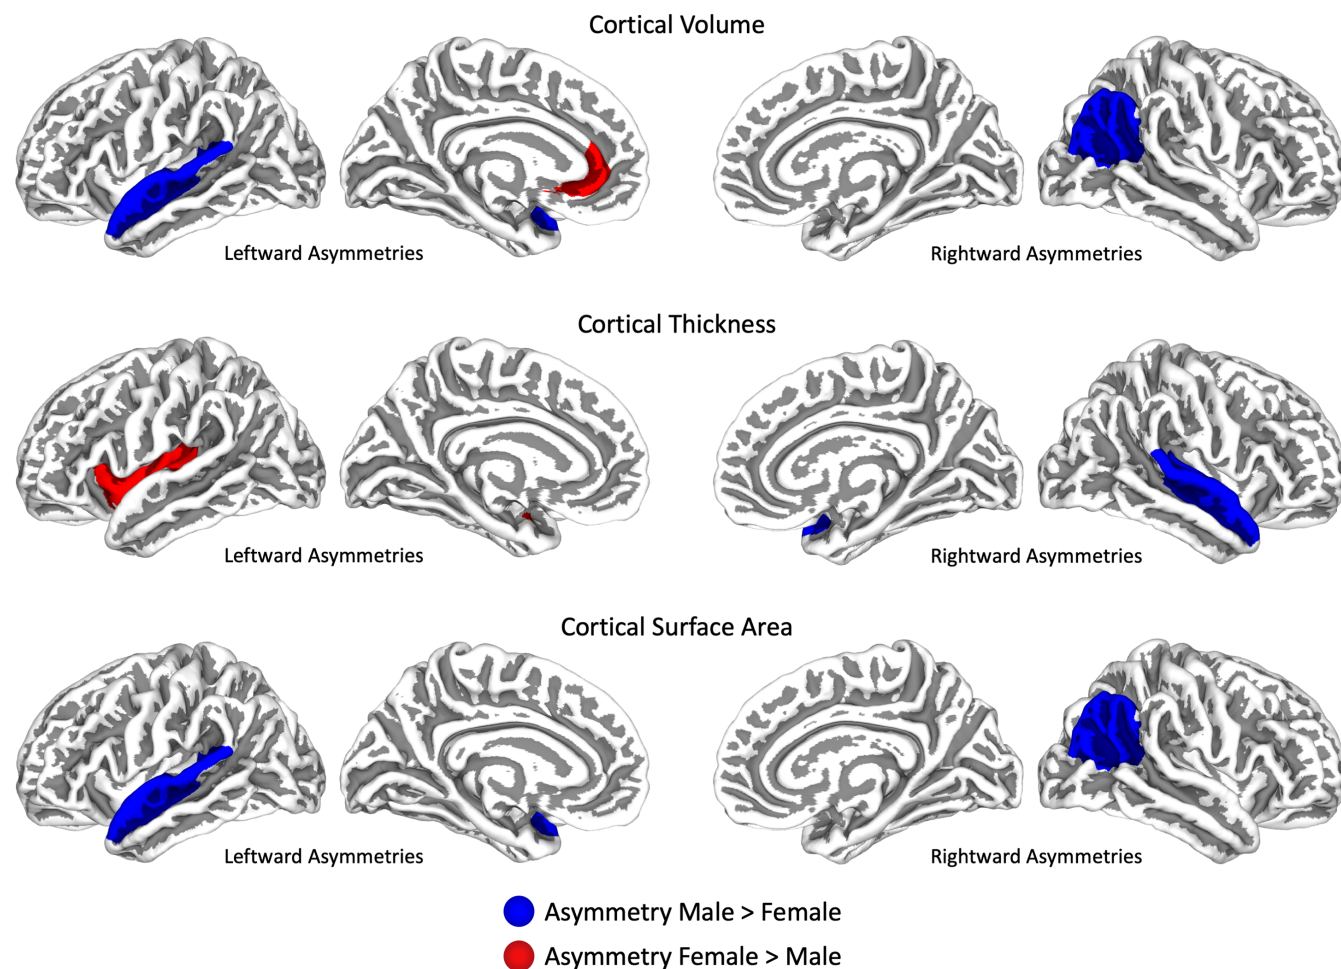 Cortical Volume
Leftward Asymmetries
Rightward Asymmetries
Cortical Thickness
Leftward Asymmetries
Rightward Asymmetries
Cortical Surface Area
Leftward Asymmetries
Rightward Asymmetries
Asymmetry Male > Female
Asymmetry Female > Male